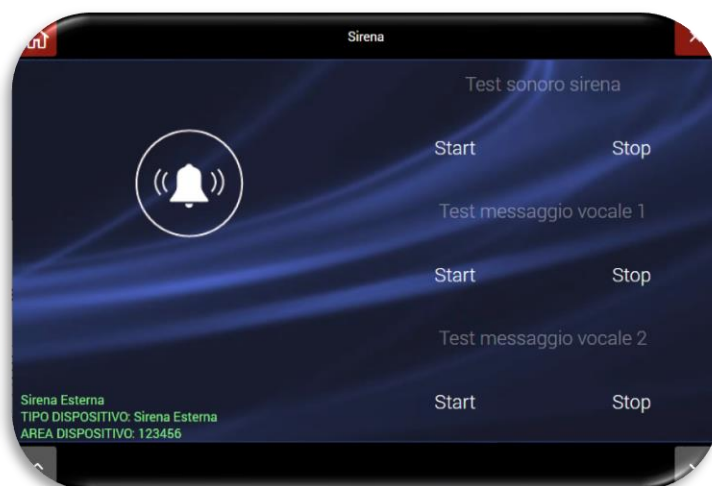 Sirena
Test sonoro sirena
Start Stop
Test messaggio vocale 1
Start Stop
Test messaggio vocale 2
Start Stop
Sirena Esterna
TIPO DISPOSITIVO: Sirena Esterna
AREA DISPOSITIVO: 123456